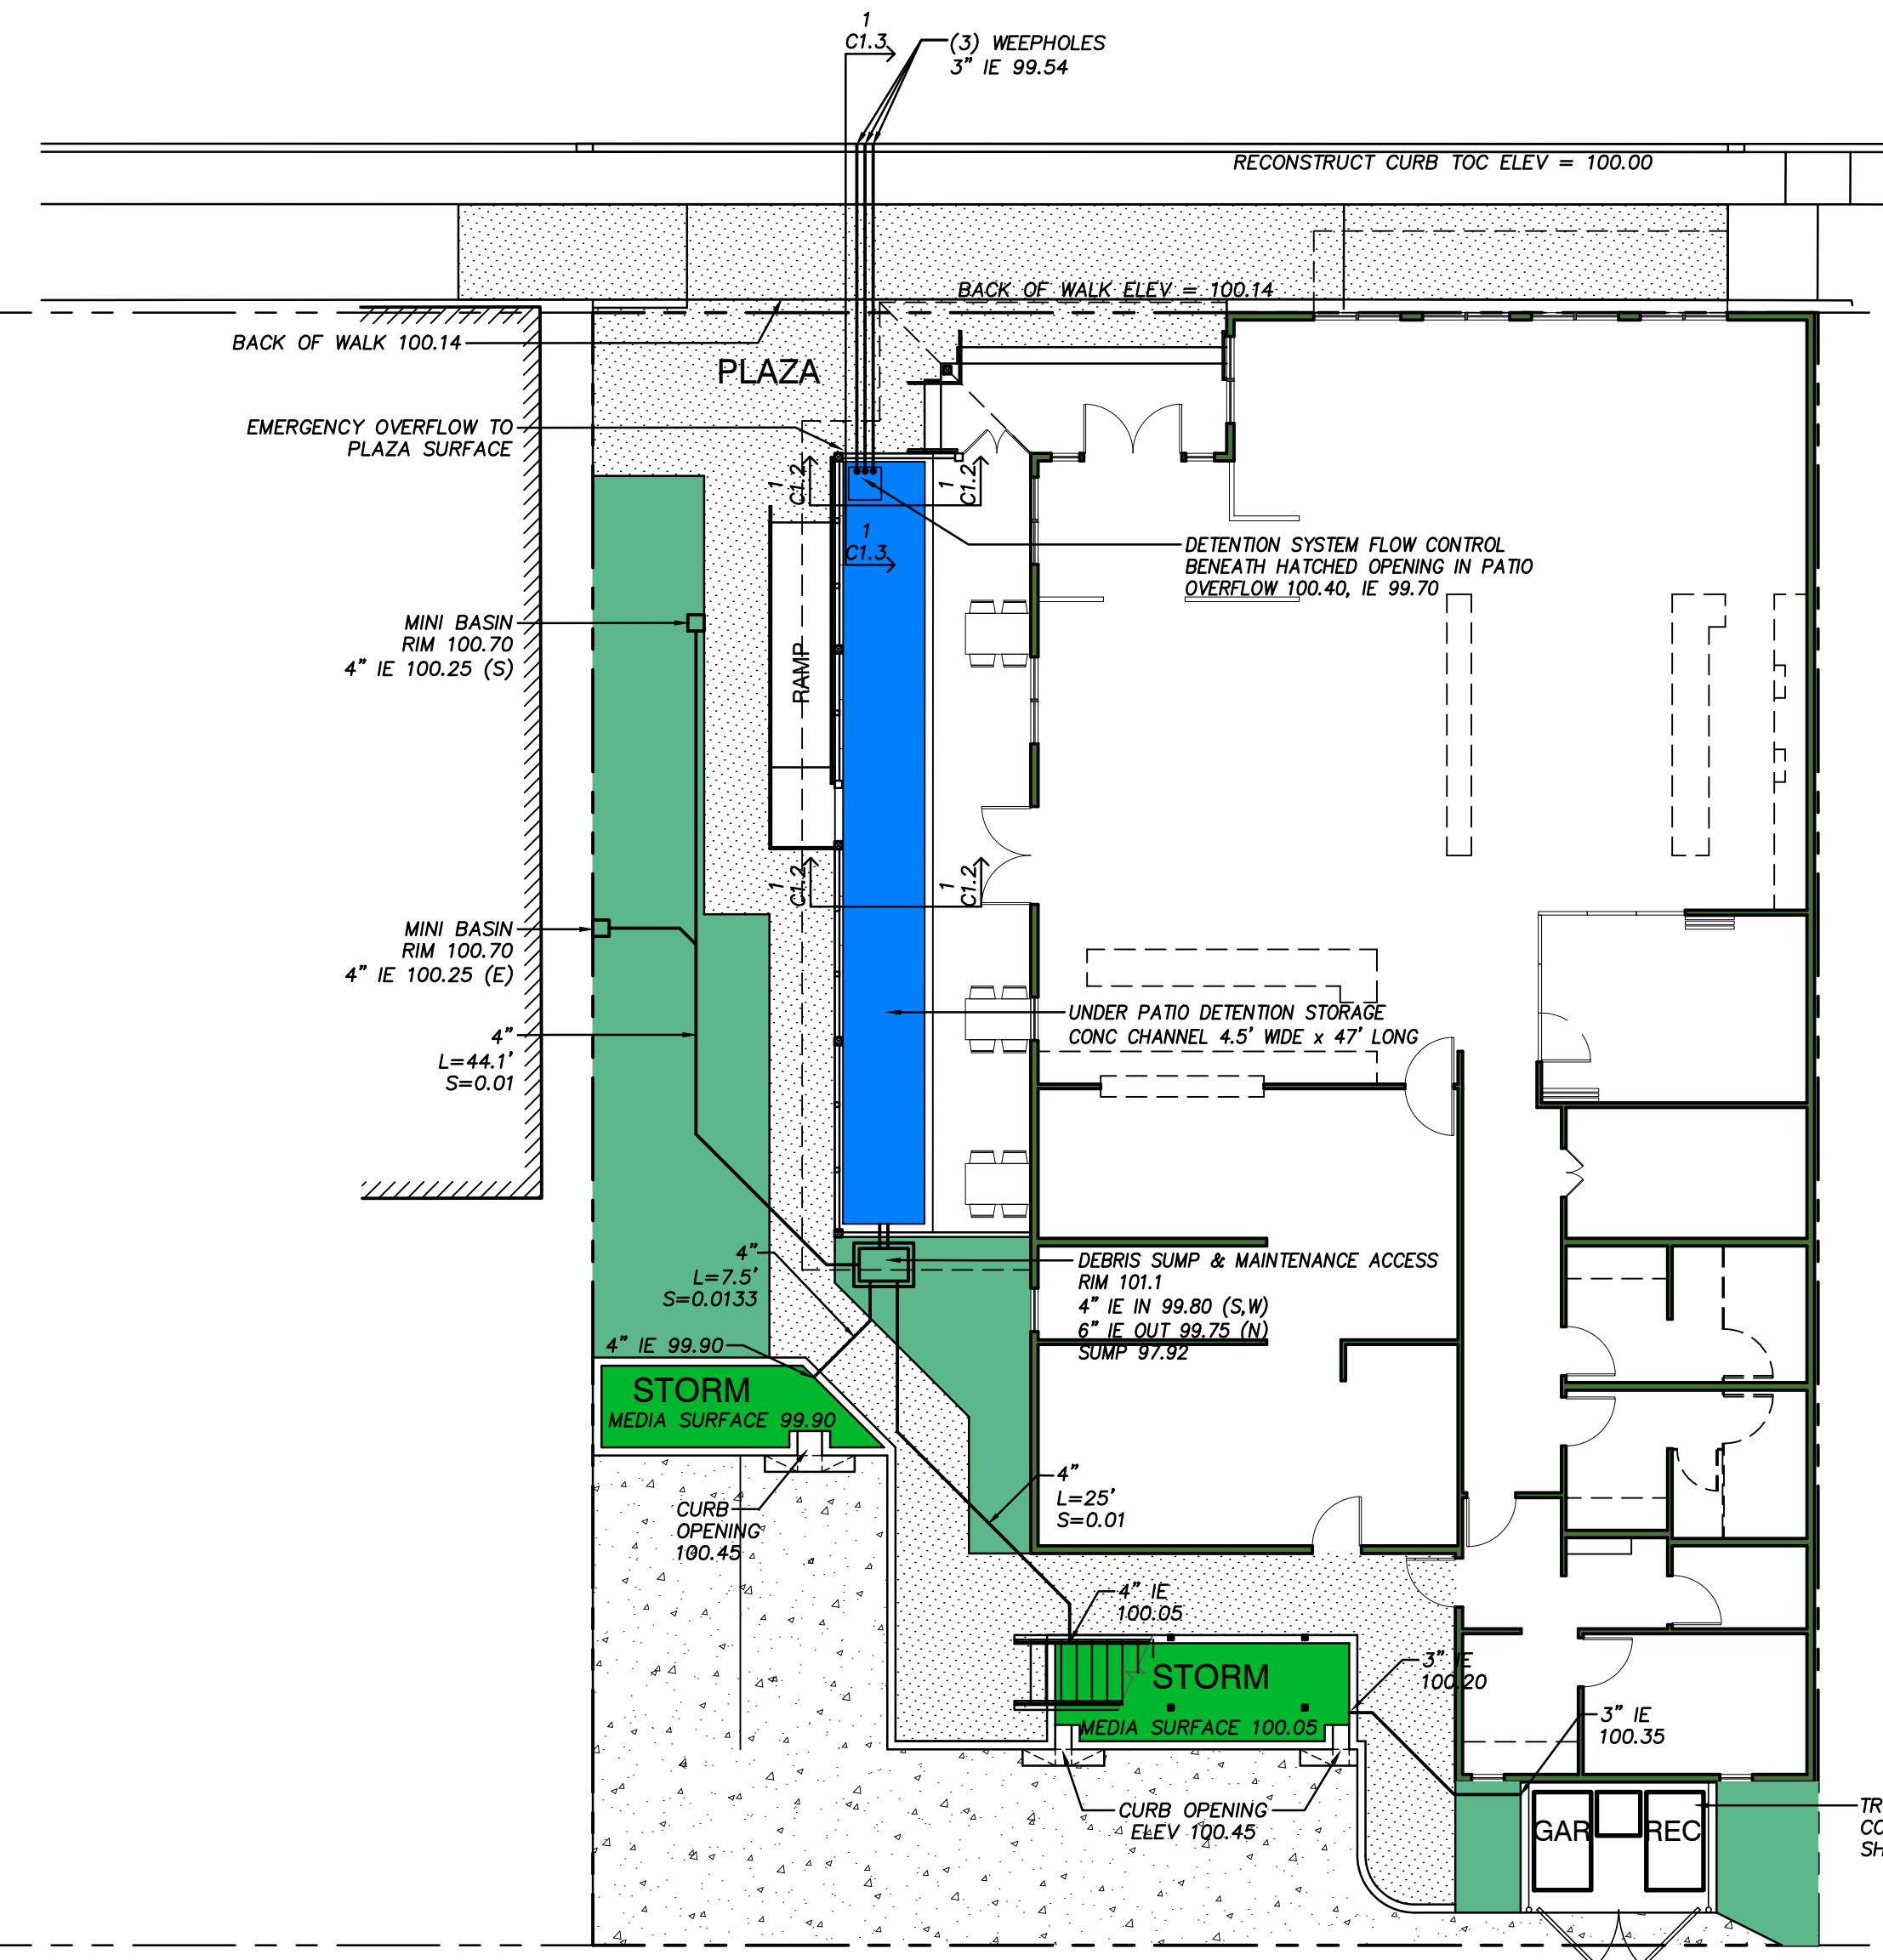 1
C1.3
(3) WEEPHOLES
3" IE 99.54
RECONSTRUCT CURB TOC ELEV = 100.00
BACK OF WALK ELEV = 100.14
BACK OF WALK 100.14
PLAZA
EMERGENCY OVERFLOW TO
PLAZA SURFACE
1
C1.2
1
C1.2
1
C1.3
DETENTION SYSTEM FLOW CONTROL
BENEATH HATCHED OPENING IN PATIO
OVERFLOW 100.40, IE 99.70
MINI BASIN
RIM 100.70
4" IE 100.25 (S)
RAMP
1
C1.2
1
C1.2
MINI BASIN
RIM 100.70
4" IE 100.25 (E)
UNDER PATIO DETENTION STORAGE
CONC CHANNEL 4.5' WIDE x 47' LONG
4"
L=44.1'
S=0.01
4"
L=7.5'
S=0.0133
DEBRIS SUMP & MAINTENANCE ACCESS
RIM 101.1
4" IE IN 99.80 (S,W)
6" IE OUT 99.75 (N)
SUMP 97.92
4" IE 99.90
STORM
MEDIA SURFACE 99.90
CURB
OPENING
100.45
4"
L=25'
S=0.01
4" IE
100.05
STORM
MEDIA SURFACE 100.05
3" IE
100.20
3" IE
100.35
CURB OPENING
ELEV 100.45
GAR
REC
TR
CO
SH